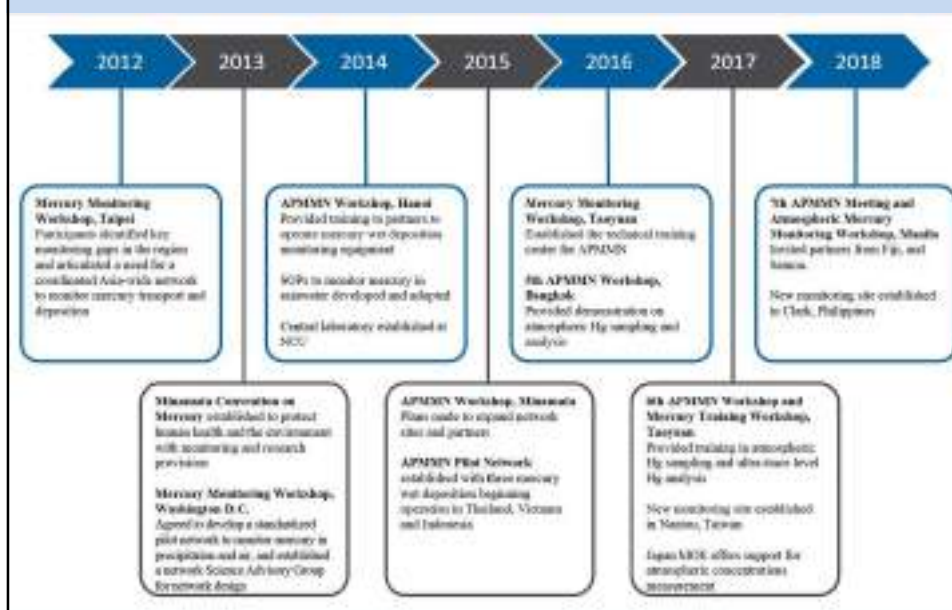 2012
2013
2014
2015
2016
2017
2018
Mercury Monitoring
Workshop, Taipei
Participants identified key
monitoring gaps in the region
and articulated a need for a
coordinated Asia-wide network
to monitor mercury transport and
deposition
APMMN Workshop, Hanoi
Provided training to partners to
operate mercury wet deposition
monitoring equipment
SOPs to monitor mercury in
rainwater developed and adopted
Central laboratory established at
NCU
Mercury Monitoring
Workshop, Taoyuan
Established the technical training
center for APMMN
5th APMMN Workshop,
Bangkok
Provided demonstration on
atmospheric Hg sampling and
analysis
7th APMMN Meeting and
Atmospheric Mercury
Monitoring Workshop, Manila
Invited partners from Fiji, and
Samoa.
New monitoring site established
in Clark, Philippines
Minamata Convention on
Mercury established to protect
human health and the environment
with monitoring and research
provisions
Mercury Monitoring Workshop,
Washington D.C.
Agreed to develop a standardized
pilot network to monitor mercury in
precipitation and air, and established
a network Science Advisory Group
for network design
APMMN Workshop, Minamata
Plans made to expand network
sites and partners
APMMN Pilot Network
established with three mercury
wet deposition beginning
operation in Thailand, Vietnam
and Indonesia
6th APMMN Workshop and
Mercury Training Workshop,
Taoyuan
Provided training in atmospheric
Hg sampling and ultra-trace level
Hg analysis
New monitoring site established
in Nantou, Taiwan
Japan MOE offers support for
atmospheric concentrations
measurement